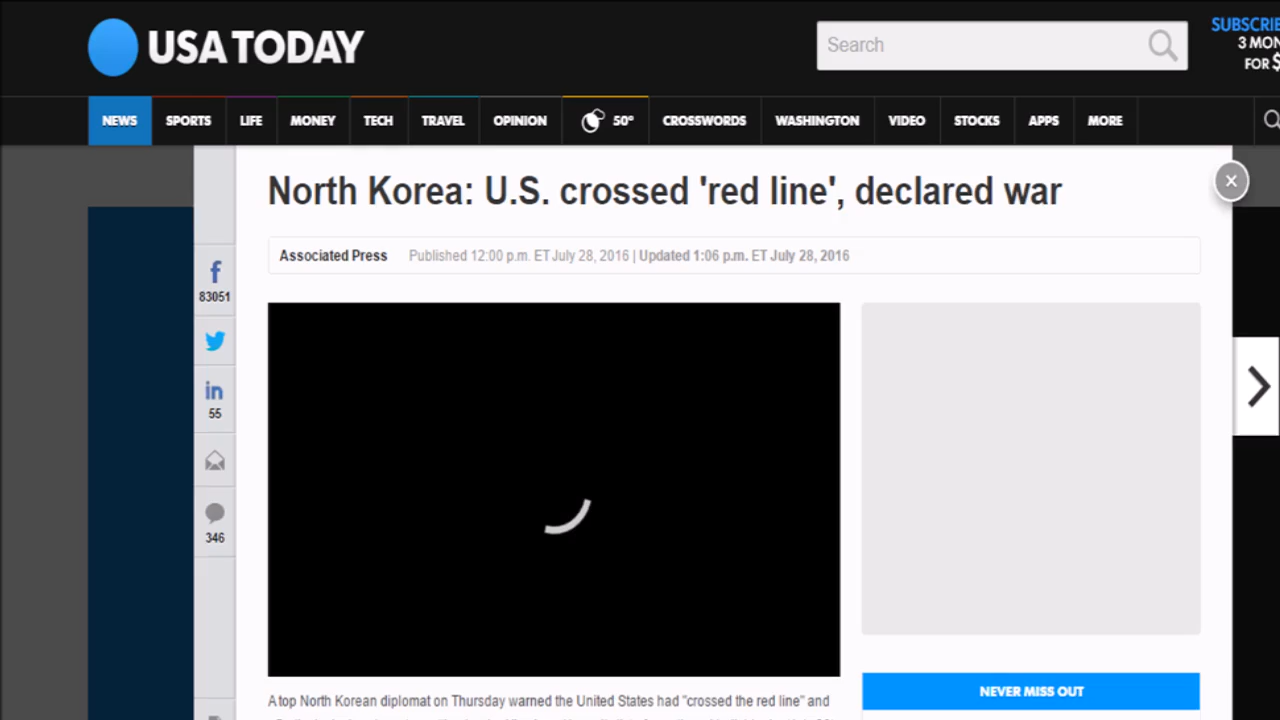 USA TODAY
Search
SUBSCRIBE
3 MON
FOR $
NEWS SPORTS LIFE MONEY TECH TRAVEL OPINION 50° CROSSWORDS WASHINGTON VIDEO STOCKS APPS MORE
North Korea: U.S. crossed 'red line', declared war
Associated Press Published 12:00 p.m. ET July 28, 2016 | Updated 1:06 p.m. ET July 28, 2016
83051
in
55
346
NEVER MISS OUT
A top North Korean diplomat on Thursday warned the United States had "crossed the red line" and